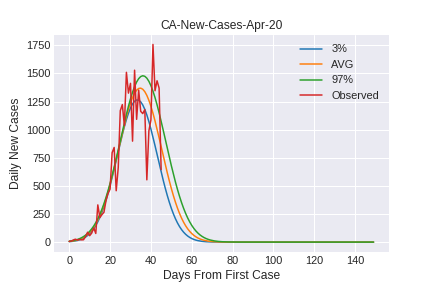 CA-New-Cases-Apr-20
1750
1500
1250
1000
750
500
250
0
Daily New Cases
3%
AVG
97%
Observed
0 20 40 60 80 100 120 140
Days From First Case